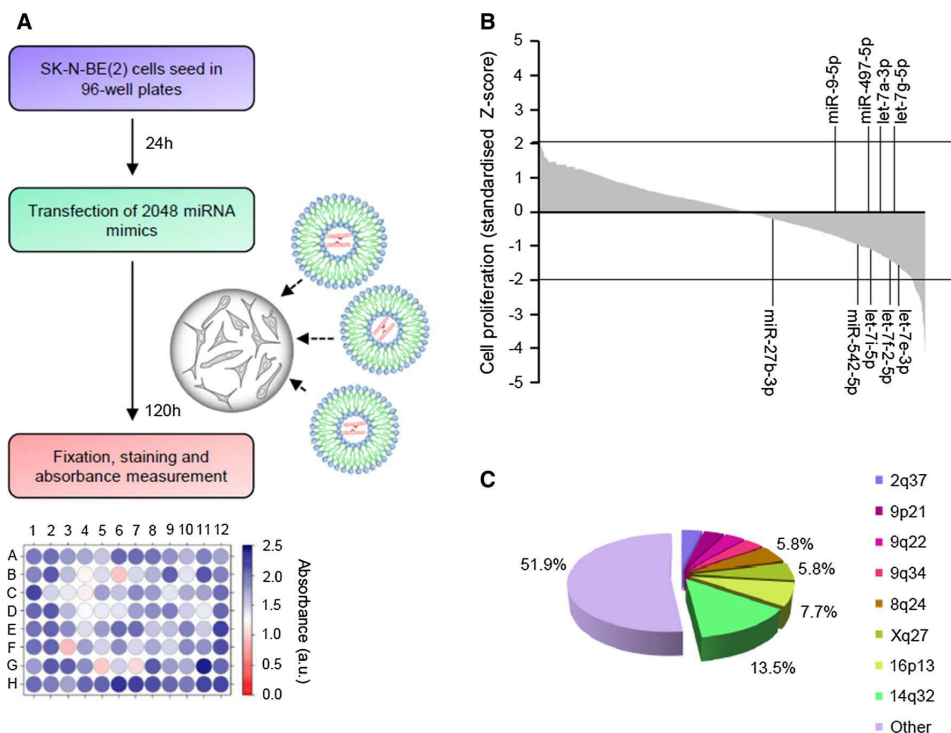 A
SK-N-BE(2) cells seed in
96-well plates
24h
Transfection of 2048 miRNA
mimics
120h
Fixation, staining and
absorbance measurement
1 2 3 4 5 6 7 8 9 10 11 12
A
B
C
D
E
F
G
H
2.5
2.0
1.5
1.0
0.5
0.0
Absorbance (a.u.)
B
Cell proliferation (standardised Z-score)
5
4
3
2
1
0
-1
-2
-3
-4
-5
miR-9-5p
miR-497-5p
let-7a-3p
let-7g-5p
miR-27b-3p
miR-542-5p
let-7i-5p
let-7f-2-5p
let-7e-3p
C
51.9%
5.8%
5.8%
7.7%
13.5%
2q37
9p21
9q22
9q34
8q24
Xq27
16p13
14q32
Other